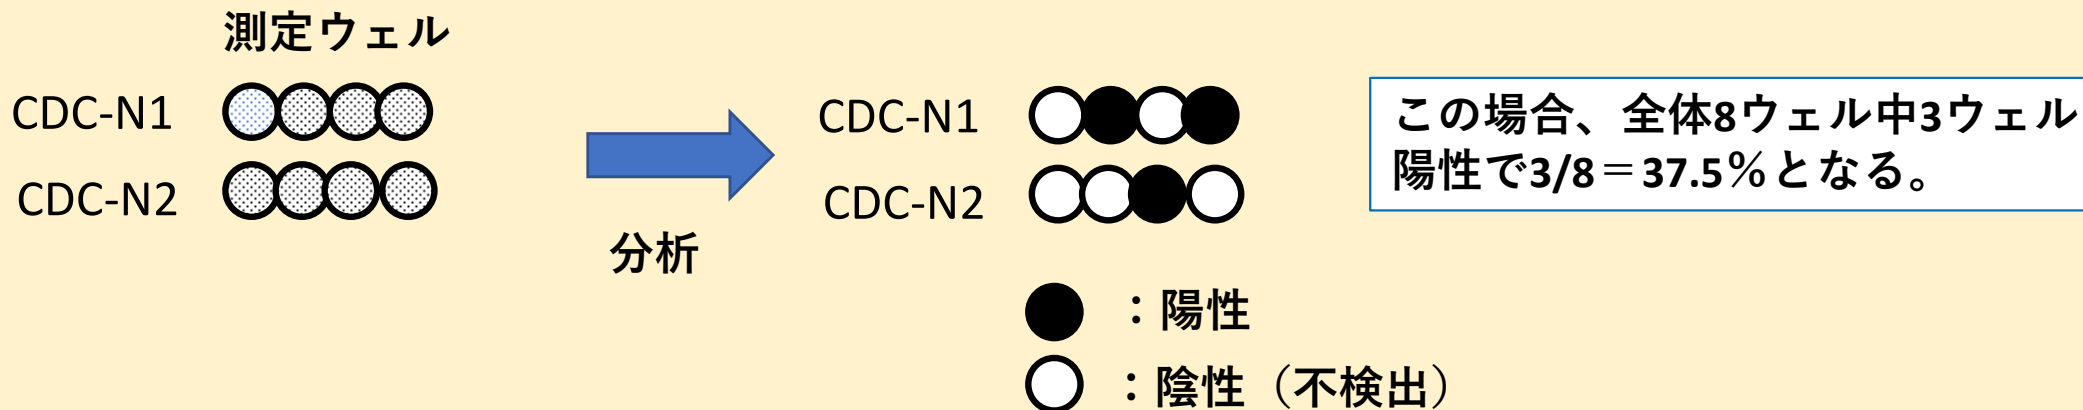 測定ウェル
CDC-N1
CDC-N2
分析
CDC-N1
CDC-N2
この場合、全体8ウェル中3ウェル
陽性で3/8＝37.5％となる。
：陽性
：陰性（不検出）